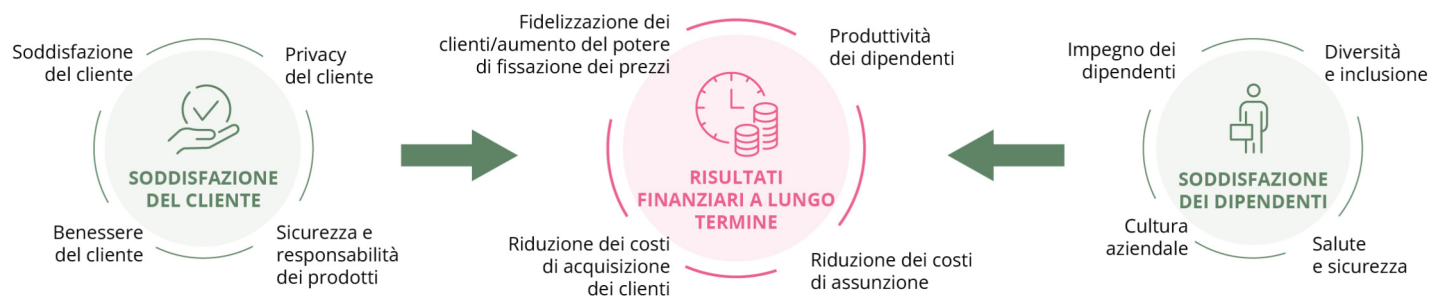 Soddisfazione
del cliente
Privacy
del cliente
SODDISFAZIONE
DEL CLIENTE
Benessere
del cliente
Sicurezza e
responsabilità
dei prodotti
Fidelizzazione dei
clienti/aumento del potere
di fissazione dei prezzi
Produttività
dei dipendenti
RISULTATI
FINANZIARI A LUNGO
TERMINE
Riduzione dei costi
di acquisizione
dei clienti
Riduzione dei costi
di assunzione
Impegno dei
dipendenti
Diversità
e inclusione
SODDISFAZIONE
DEI DIPENDENTI
Cultura
aziendale
Salute
e sicurezza